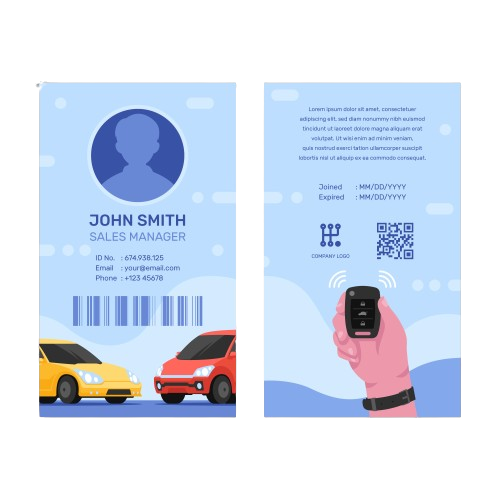 JOHN SMITH
SALES MANAGER
ID No. : 674.938.125
Email : your@email.com
Phone : +123 45678
Lorem ipsum dolor sit amet, consectetuer
adipiscing elit, sed diam nonummy nibh euismod
tincidunt ut laoreet dolore magna aliquam erat
volutpat. Ut wisi enim ad minim veniam,
quis nostrud exerci tation ullamcorper suscipit
lobortis nisl ut aliquip ex ea commodo consequat.
Joined : MM/DD/YYYY
Expired : MM/DD/YYYY
COMPANY LOGO